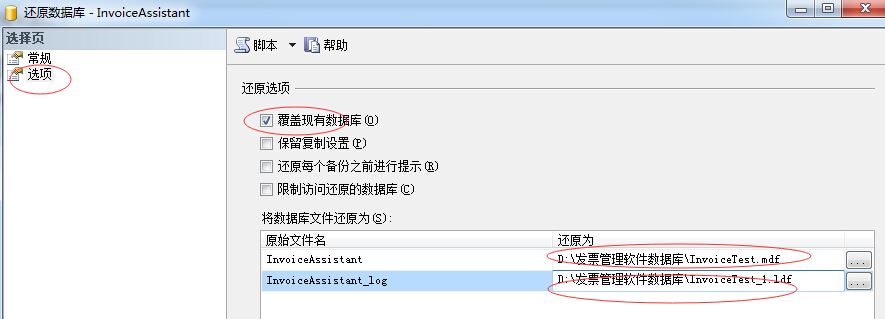 还原数据库 - InvoiceAssistant
选择页
常规
选项
脚本 帮助
还原选项
覆盖现有数据库(O)
保留复制设置(P)
还原每个备份之前进行提示(R)
限制访问还原的数据库(C)
将数据库文件还原为(S):
原始文件名 还原为
InvoiceAssistant D:\发票管理软件数据库\InvoiceTest.mdf ...
InvoiceAssistant_log D:\发票管理软件数据库\InvoiceTest_1.ldf ...